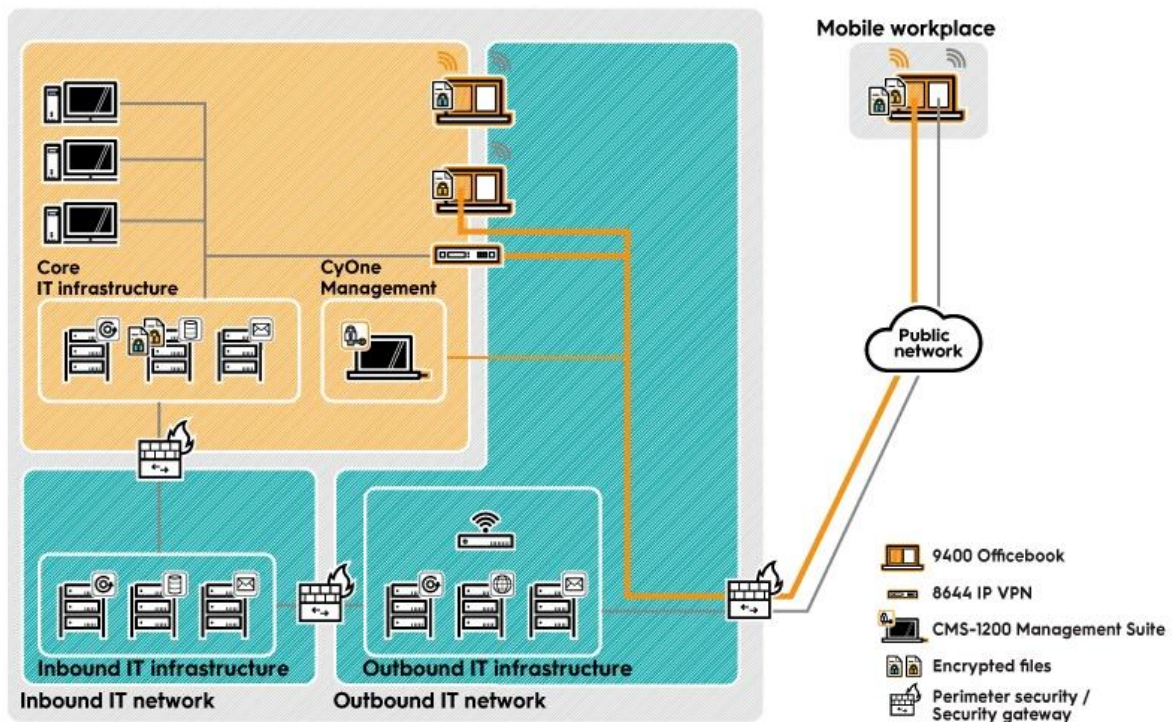 Mobile workplace
Core
IT infrastructure
CyOne
Management
Public
network
Inbound IT infrastructure
Inbound IT network
Outbound IT infrastructure
Outbound IT network
9400 Officebook
8644 IP VPN
CMS-1200 Management Suite
Encrypted files
Perimeter security /
Security gateway